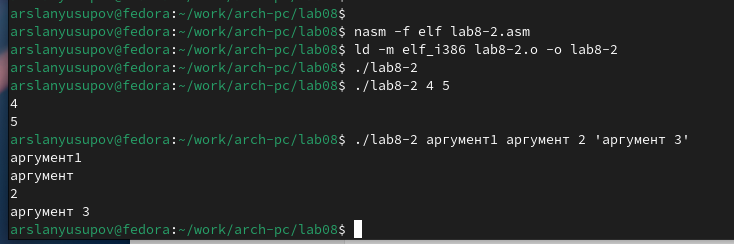 arslanyusupov@fedora:~/work/arch-pc/lab08$
arslanyusupov@fedora:~/work/arch-pc/lab08$ nasm -f elf lab8-2.asm
arslanyusupov@fedora:~/work/arch-pc/lab08$ ld -m elf_i386 lab8-2.o -o lab8-2
arslanyusupov@fedora:~/work/arch-pc/lab08$ ./lab8-2
arslanyusupov@fedora:~/work/arch-pc/lab08$ ./lab8-2 4 5
4
5
arslanyusupov@fedora:~/work/arch-pc/lab08$ ./lab8-2 аргумент1 аргумент 2 'аргумент 3'
аргумент1
аргумент
2
аргумент 3
arslanyusupov@fedora:~/work/arch-pc/lab08$